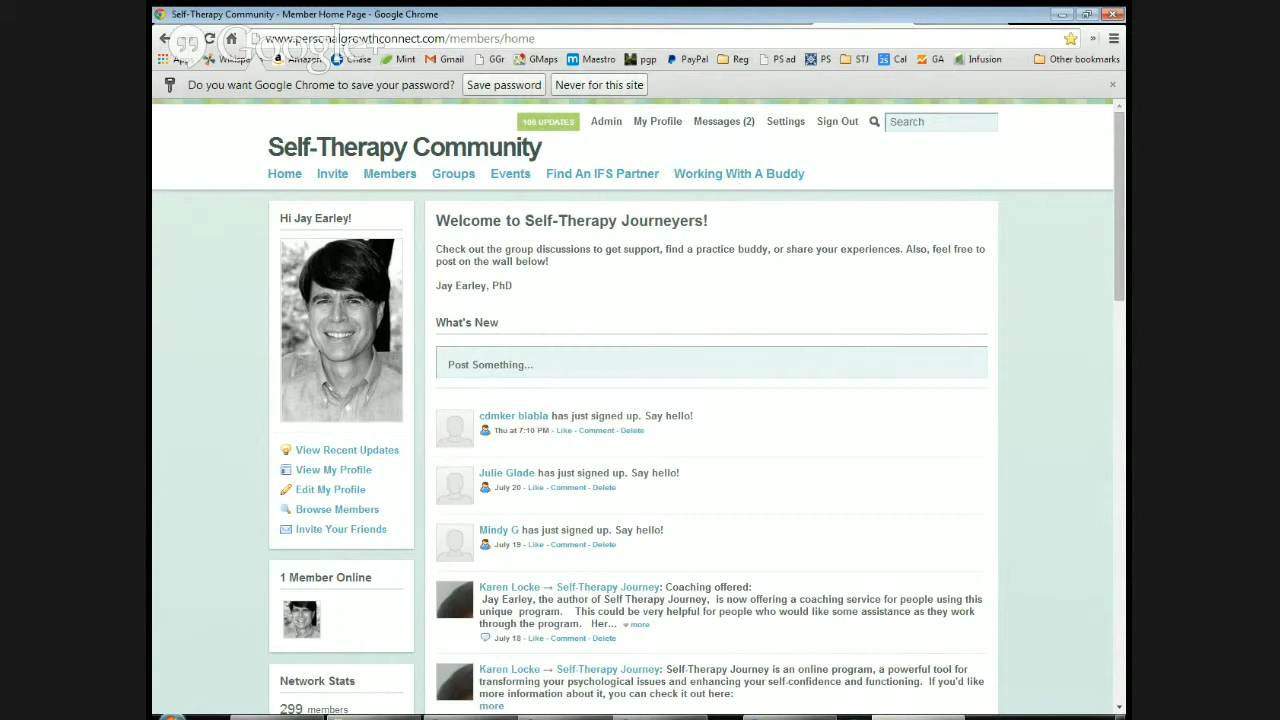 Self-Therapy Community - Member Home Page - Google Chrome
www.personalgrowthconnect.com/members/home
Google+
Amazon Chase Mint Gmail GGr GMaps Maestro pgp PayPal Reg PS ad PS STJ Cal GA Infusion Other bookmarks
Do you want Google Chrome to save your password? Save password Never for this site
108 UPDATES Admin My Profile Messages (2) Settings Sign Out Search
Self-Therapy Community
Home Invite Members Groups Events Find An IFS Partner Working With A Buddy
Hi Jay Earley!
View Recent Updates
View My Profile
Edit My Profile
Browse Members
Invite Your Friends
1 Member Online
Network Stats
299 members
Welcome to Self-Therapy Journeyers!
Check out the group discussions to get support, find a practice buddy, or share your experiences. Also, feel free to
post on the wall below!
Jay Earley, PhD
What's New
Post Something...
cdmker blabla has just signed up. Say hello!
Thu at 7:10 PM - Like - Comment - Delete
Julie Glade has just signed up. Say hello!
July 20 - Like - Comment - Delete
Mindy G has just signed up. Say hello!
July 19 - Like - Comment - Delete
Karen Locke → Self-Therapy Journey: Coaching offered:
Jay Earley, the author of Self Therapy Journey, is now offering a coaching service for people using this
unique program. This could be very helpful for people who would like some assistance as they work
through the program. Her... more
July 18 - Like - Comment - Delete
Karen Locke → Self-Therapy Journey: Self-Therapy Journey is an online program, a powerful tool for
transforming your psychological issues and enhancing your self-confidence and functioning. If you'd like
more information about it, you can check it out here:
more